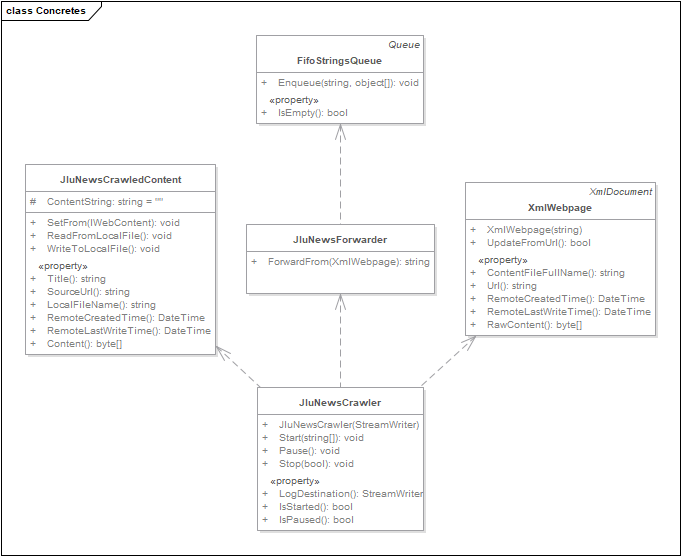 class Concretes
Queue
FifoStringsQueue
+ Enqueue(string, object[]): void
«property»
+ IsEmpty(): bool
JluNewsCrawledContent
# ContentString: string = ""
+ SetFrom(IWebContent): void
+ ReadFromLocalFile(): void
+ WriteToLocalFile(): void
«property»
+ Title(): string
+ SourceUrl(): string
+ LocalFileName(): string
+ RemoteCreatedTime(): DateTime
+ RemoteLastWriteTime(): DateTime
+ Content(): byte[]
XmlDocument
XmlWebpage
+ XmlWebpage(string)
+ UpdateFromUrl(): bool
«property»
+ ContentFileFullName(): string
+ Url(): string
+ RemoteCreatedTime(): DateTime
+ RemoteLastWriteTime(): DateTime
+ RawContent(): byte[]
JluNewsForwarder
+ ForwardFrom(XmlWebpage): string
JluNewsCrawler
+ JluNewsCrawler(StreamWriter)
+ Start(string[]): void
+ Pause(): void
+ Stop(bool): void
«property»
+ LogDestination(): StreamWriter
+ IsStarted(): bool
+ IsPaused(): bool